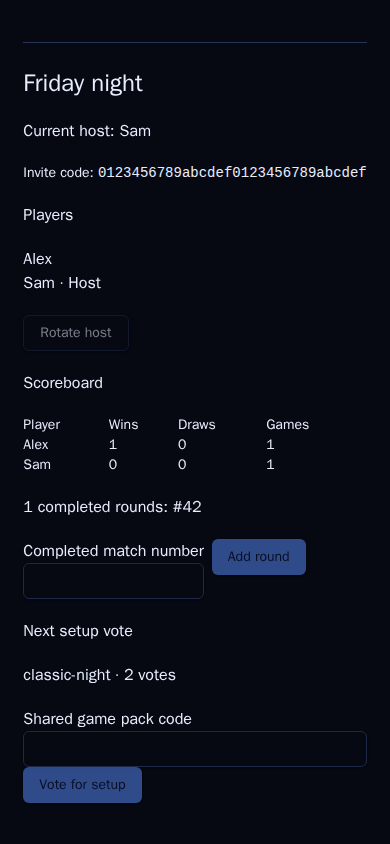 Friday night
Current host: Sam
Invite code: 0123456789abcdef0123456789abcdef
Players
Alex
Sam · Host
Rotate host
Scoreboard
Player Wins Draws Games
Alex 1 0 1
Sam 0 0 1
1 completed rounds: #42
Completed match number
Add round
Next setup vote
classic-night · 2 votes
Shared game pack code
Vote for setup